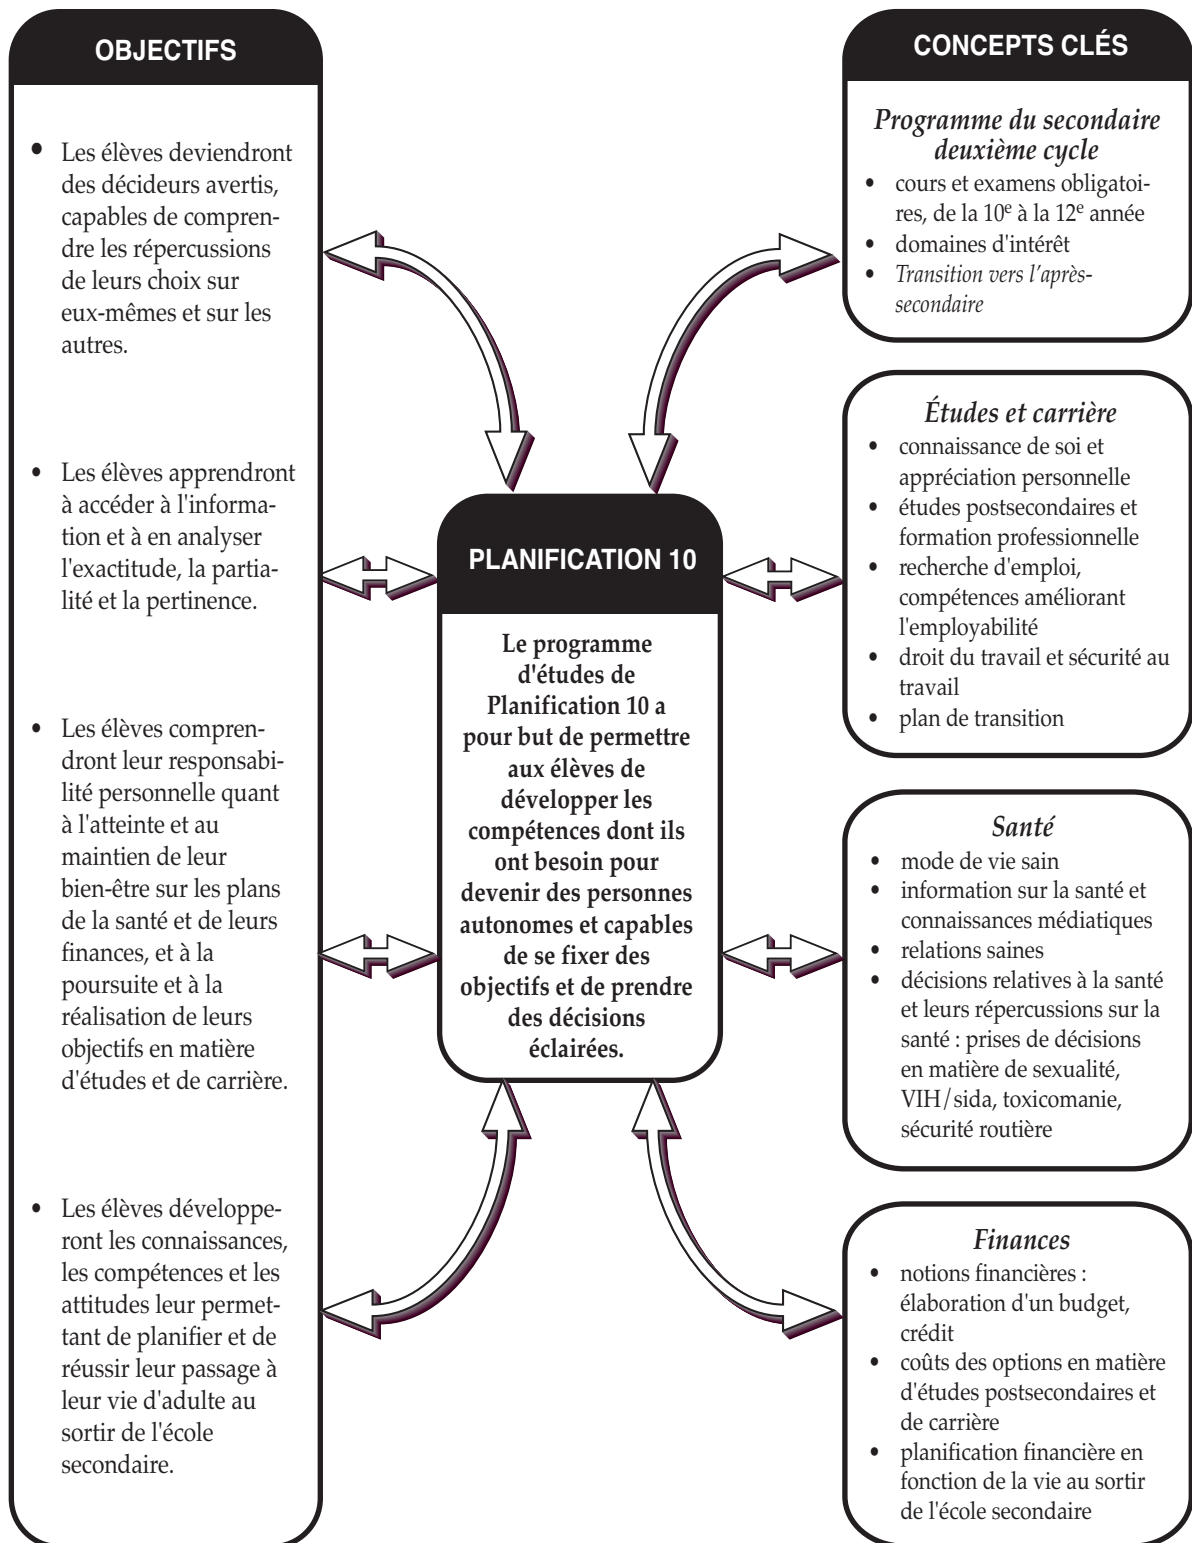 OBJECTIFS
• Les élèves deviendront
des décideurs avertis,
capables de compren-
dre les répercussions
de leurs choix sur
eux-mêmes et sur les
autres.
• Les élèves apprendront
à accéder à l'informa-
tion et à en analyser
l'exactitude, la partia-
lité et la pertinence.
• Les élèves compren-
dront leur responsabi-
lité personnelle quant
à l'atteinte et au
maintien de leur
bien-être sur les plans
de la santé et de leurs
finances, et à la
poursuite et à la
réalisation de leurs
objectifs en matière
d'études et de carrière.
• Les élèves développe-
ront les connaissances,
les compétences et les
attitudes leur permet-
tant de planifier et de
réussir leur passage à
leur vie d'adulte au
sortir de l'école
secondaire.
PLANIFICATION 10
Le programme
d'études de
Planification 10 a
pour but de permettre
aux élèves de
développer les
compétences dont ils
ont besoin pour
devenir des personnes
autonomes et capables
de se fixer des
objectifs et de prendre
des décisions
éclairées.
CONCEPTS CLÉS
Programme du secondaire
deuxième cycle
• cours et examens obligatoi-
res, de la 10e à la 12e année
• domaines d'intérêt
• Transition vers l'après-
secondaire
Études et carrière
• connaissance de soi et
appréciation personnelle
• études postsecondaires et
formation professionnelle
• recherche d'emploi,
compétences améliorant
l'employabilité
• droit du travail et sécurité au
travail
• plan de transition
Santé
• mode de vie sain
• information sur la santé et
connaissances médiatiques
• relations saines
• décisions relatives à la santé
et leurs répercussions sur la
santé : prises de décisions
en matière de sexualité,
VIH/sida, toxicomanie,
sécurité routière
Finances
• notions financières :
élaboration d'un budget,
crédit
• coûts des options en matière
d'études postsecondaires et
de carrière
• planification financière en
fonction de la vie au sortir
de l'école secondaire